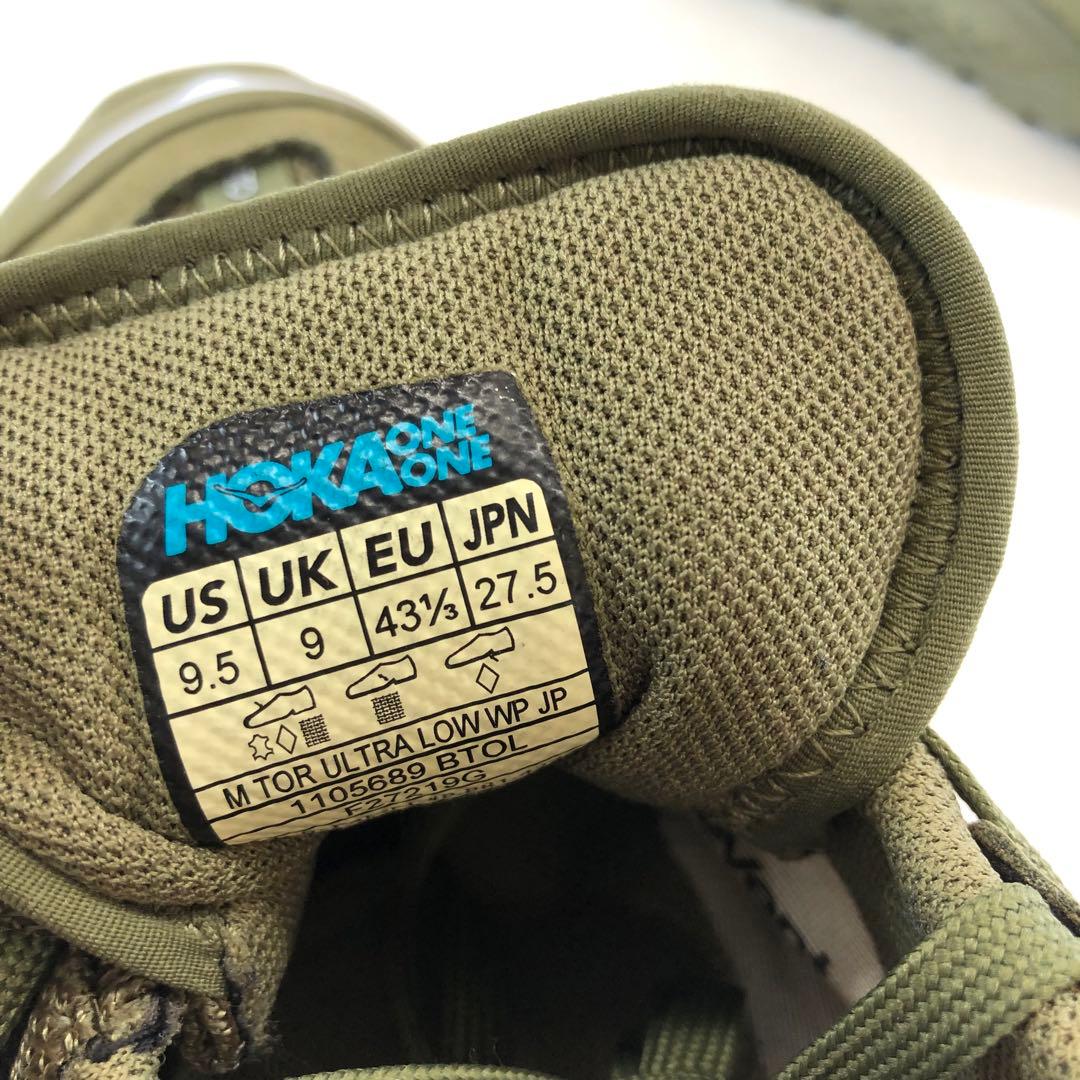 HOKA ONE ONE
US UK EU JPN
9.5 9 43⅓ 27.5
M TOR ULTRA LOW WP JP
1105689 BTOL
F27219G